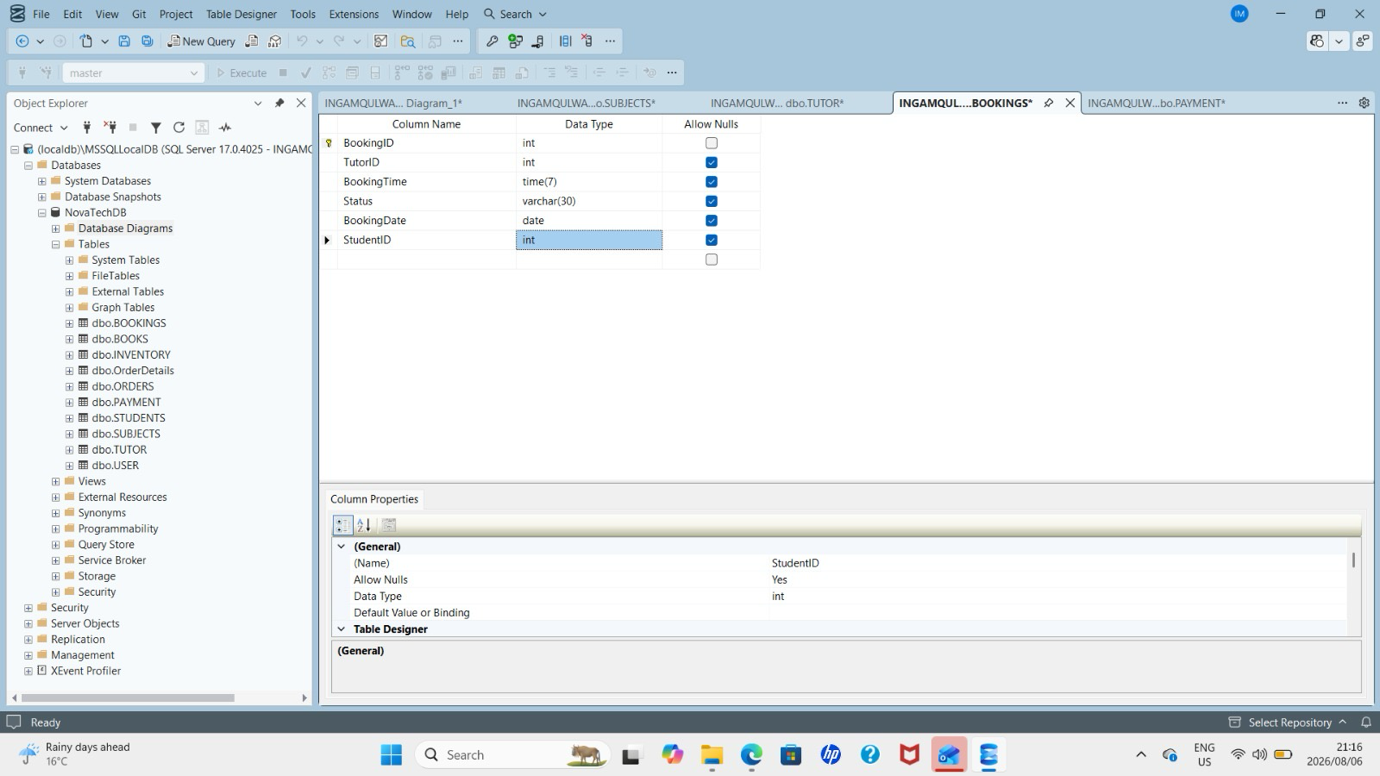 File Edit View Git Project Table Designer Tools Extensions Window Help Search IM
New Query
master Execute
Object Explorer
Connect
(localdb)\MSSQLLocalDB (SQL Server 17.0.4025 - INGAMC
Databases
System Databases
Database Snapshots
NovaTechDB
Database Diagrams
Tables
System Tables
FileTables
External Tables
Graph Tables
dbo.BOOKINGS
dbo.BOOKS
dbo.INVENTORY
dbo.OrderDetails
dbo.ORDERS
dbo.PAYMENT
dbo.STUDENTS
dbo.SUBJECTS
dbo.TUTOR
dbo.USER
Views
External Resources
Synonyms
Programmability
Query Store
Service Broker
Storage
Security
Security
Server Objects
Replication
Management
XEvent Profiler
INGAMQULWA... Diagram_1* INGAMQULWA...o.SUBJECTS* INGAMQULW... dbo.TUTOR* INGAMQUL....BOOKINGS* INGAMQULW...bo.PAYMENT*
Column Name Data Type Allow Nulls
BookingID int
TutorID int
BookingTime time(7)
Status varchar(30)
BookingDate date
StudentID int
Column Properties
(General)
(Name) StudentID
Allow Nulls Yes
Data Type int
Default Value or Binding
Table Designer
(General)
Ready Select Repository
Rainy days ahead
16°C
Search
ENG
US
21:16
2026/08/06